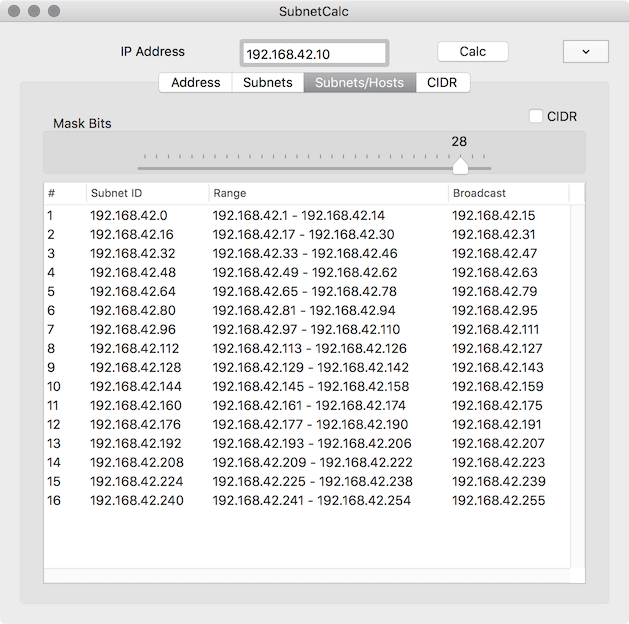 SubnetCalc
IP Address 192.168.42.10 Calc
Address Subnets Subnets/Hosts CIDR
CIDR
Mask Bits
28
# Subnet ID Range Broadcast
1 192.168.42.0 192.168.42.1 - 192.168.42.14 192.168.42.15
2 192.168.42.16 192.168.42.17 - 192.168.42.30 192.168.42.31
3 192.168.42.32 192.168.42.33 - 192.168.42.46 192.168.42.47
4 192.168.42.48 192.168.42.49 - 192.168.42.62 192.168.42.63
5 192.168.42.64 192.168.42.65 - 192.168.42.78 192.168.42.79
6 192.168.42.80 192.168.42.81 - 192.168.42.94 192.168.42.95
7 192.168.42.96 192.168.42.97 - 192.168.42.110 192.168.42.111
8 192.168.42.112 192.168.42.113 - 192.168.42.126 192.168.42.127
9 192.168.42.128 192.168.42.129 - 192.168.42.142 192.168.42.143
10 192.168.42.144 192.168.42.145 - 192.168.42.158 192.168.42.159
11 192.168.42.160 192.168.42.161 - 192.168.42.174 192.168.42.175
12 192.168.42.176 192.168.42.177 - 192.168.42.190 192.168.42.191
13 192.168.42.192 192.168.42.193 - 192.168.42.206 192.168.42.207
14 192.168.42.208 192.168.42.209 - 192.168.42.222 192.168.42.223
15 192.168.42.224 192.168.42.225 - 192.168.42.238 192.168.42.239
16 192.168.42.240 192.168.42.241 - 192.168.42.254 192.168.42.255